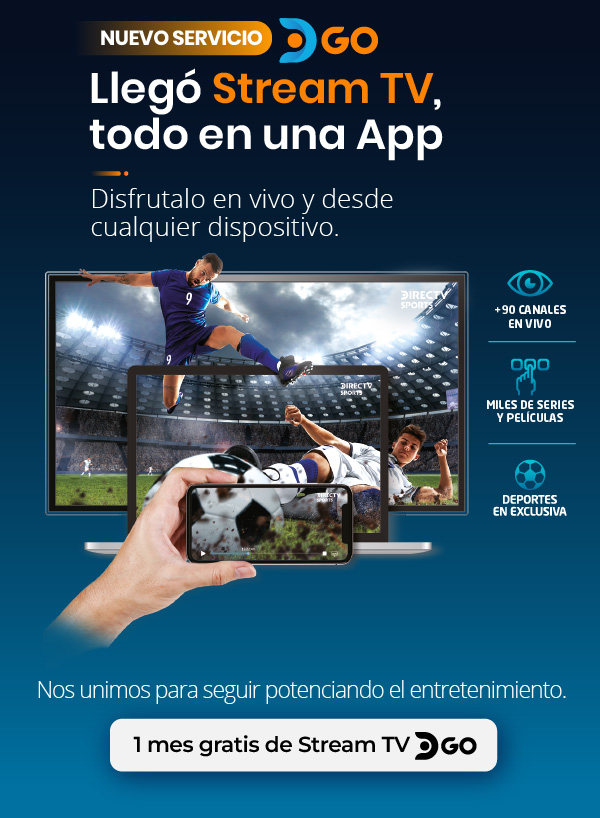 NUEVO SERVICIO DGO
Llegó Stream TV,
todo en una App
Disfrutalo en vivo y desde
cualquier dispositivo.
DIRECTV
SPORTS
+90 CANALES
EN VIVO
DIRECTV
SPORTS
MILES DE SERIES
Y PELÍCULAS
9
9
DIRECTV
SPORTS
DEPORTES
EN EXCLUSIVA
Nos unimos para seguir potenciando el entretenimiento.
1 mes gratis de Stream TV DGO